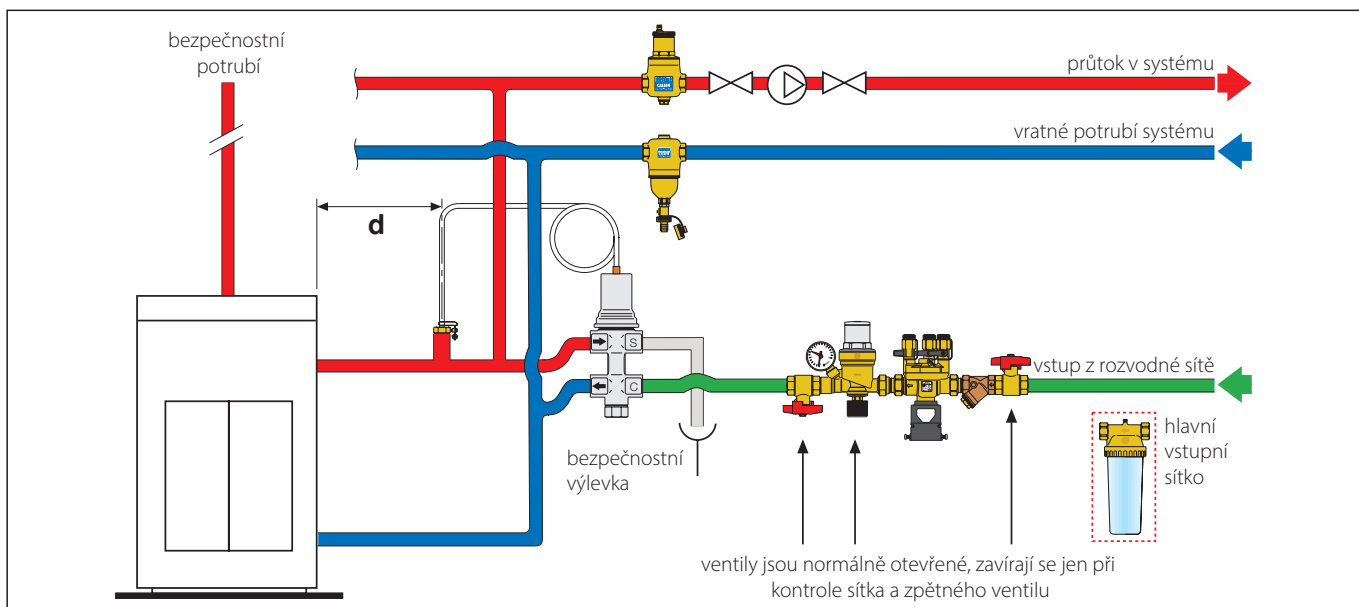 bezpečnostní
potrubí
průtok v systému
CALEFFI
vratné potrubí systému
d
S
C
vstup z rozvodné sítě
bezpečnostní
výlevka
hlavní
vstupní
sítko
ventily jsou normálně otevřené, zavírají se jen při
kontrole sítka a zpětného ventilu